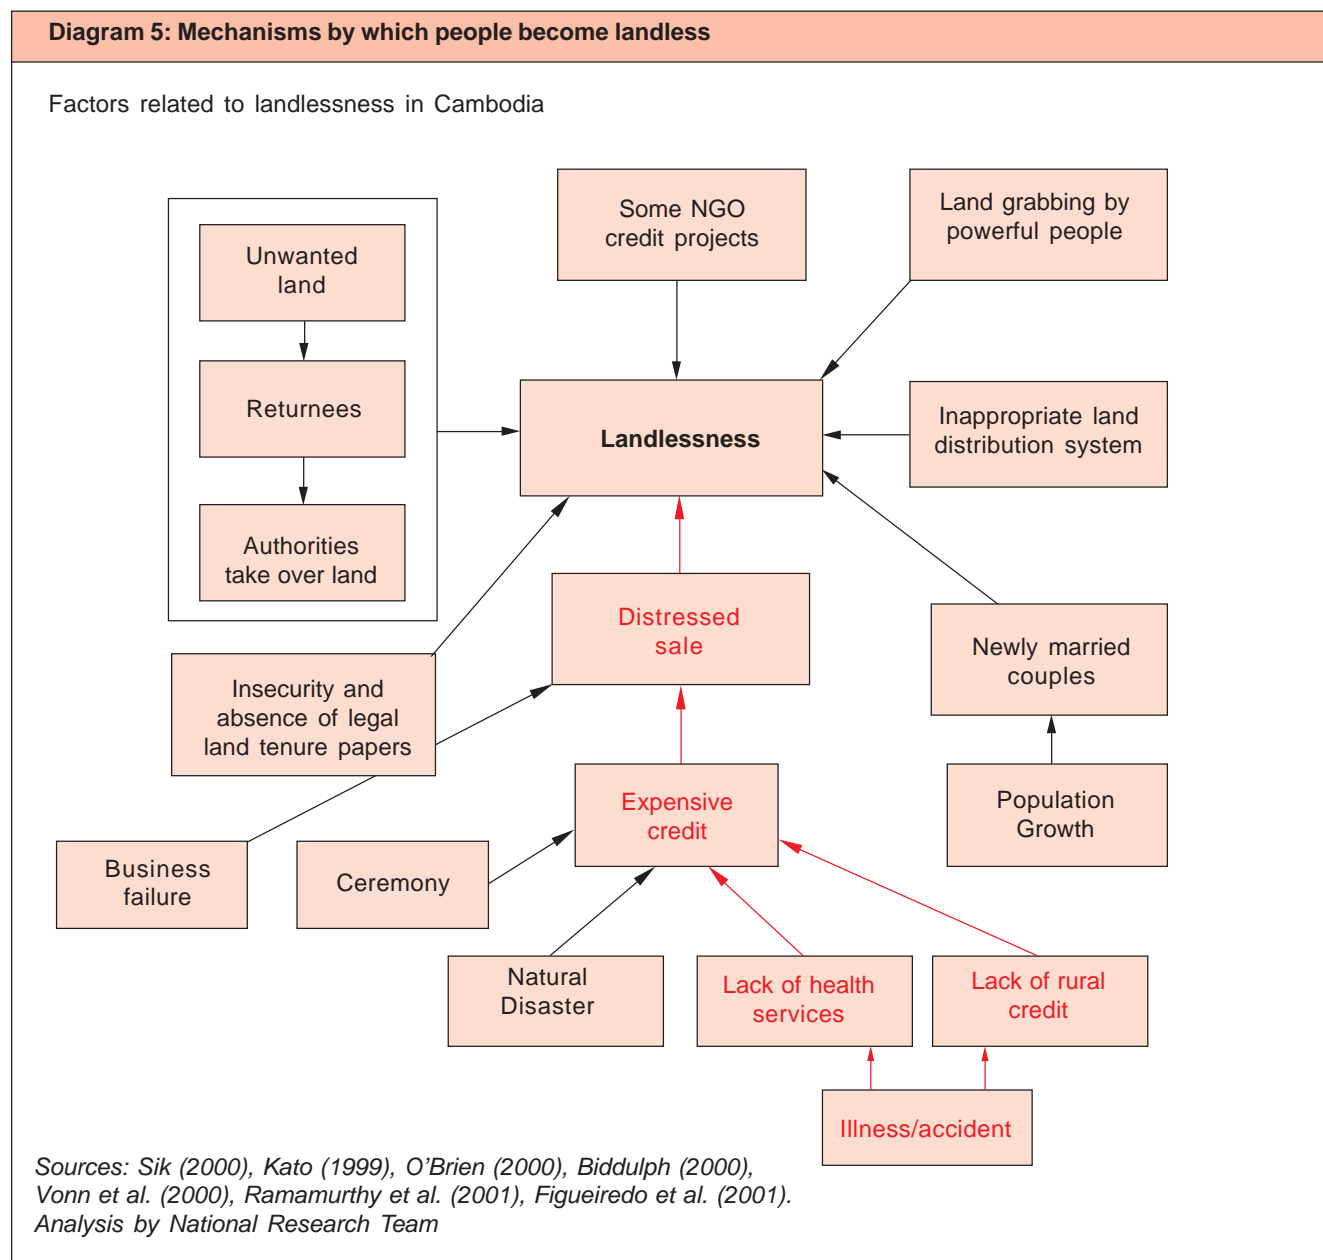 Diagram 5: Mechanisms by which people become landless
Factors related to landlessness in Cambodia
Some NGO
credit projects
Land grabbing by
powerful people
Unwanted
land
Returnees
Authorities
take over land
Landlessness
Inappropriate land
distribution system
Distressed
sale
Newly married
couples
Insecurity and
absence of legal
land tenure papers
Expensive
credit
Population
Growth
Business
failure
Ceremony
Natural
Disaster
Lack of health
services
Lack of rural
credit
Illness/accident
Sources: Sik (2000), Kato (1999), O’Brien (2000), Biddulph (2000),
Vonn et al. (2000), Ramamurthy et al. (2001), Figueiredo et al. (2001).
Analysis by National Research Team